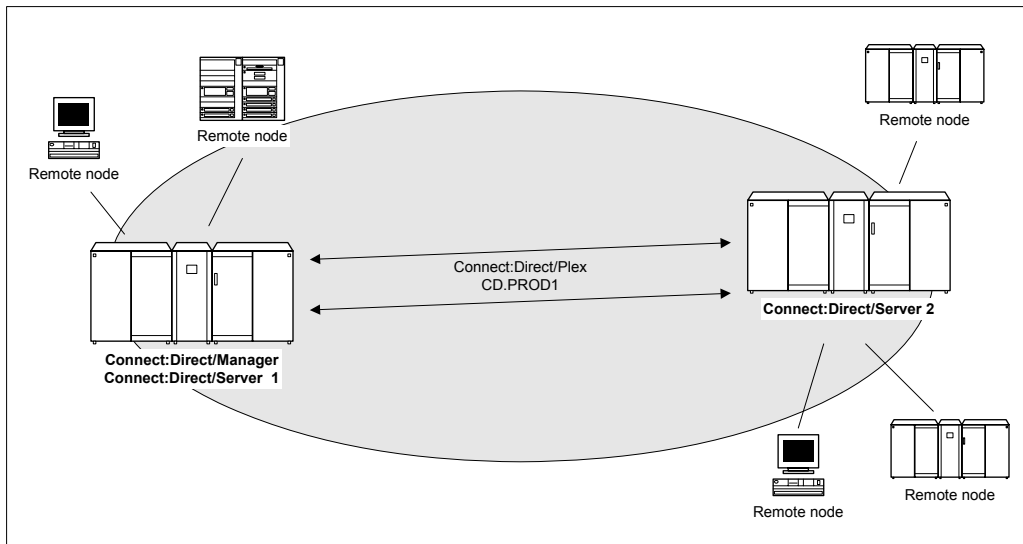 Remote node
Remote node
Remote node
Connect:Direct/Plex
CD.PROD1
Connect:Direct/Server 2
Connect:Direct/Manager
Connect:Direct/Server 1
Remote node
Remote node